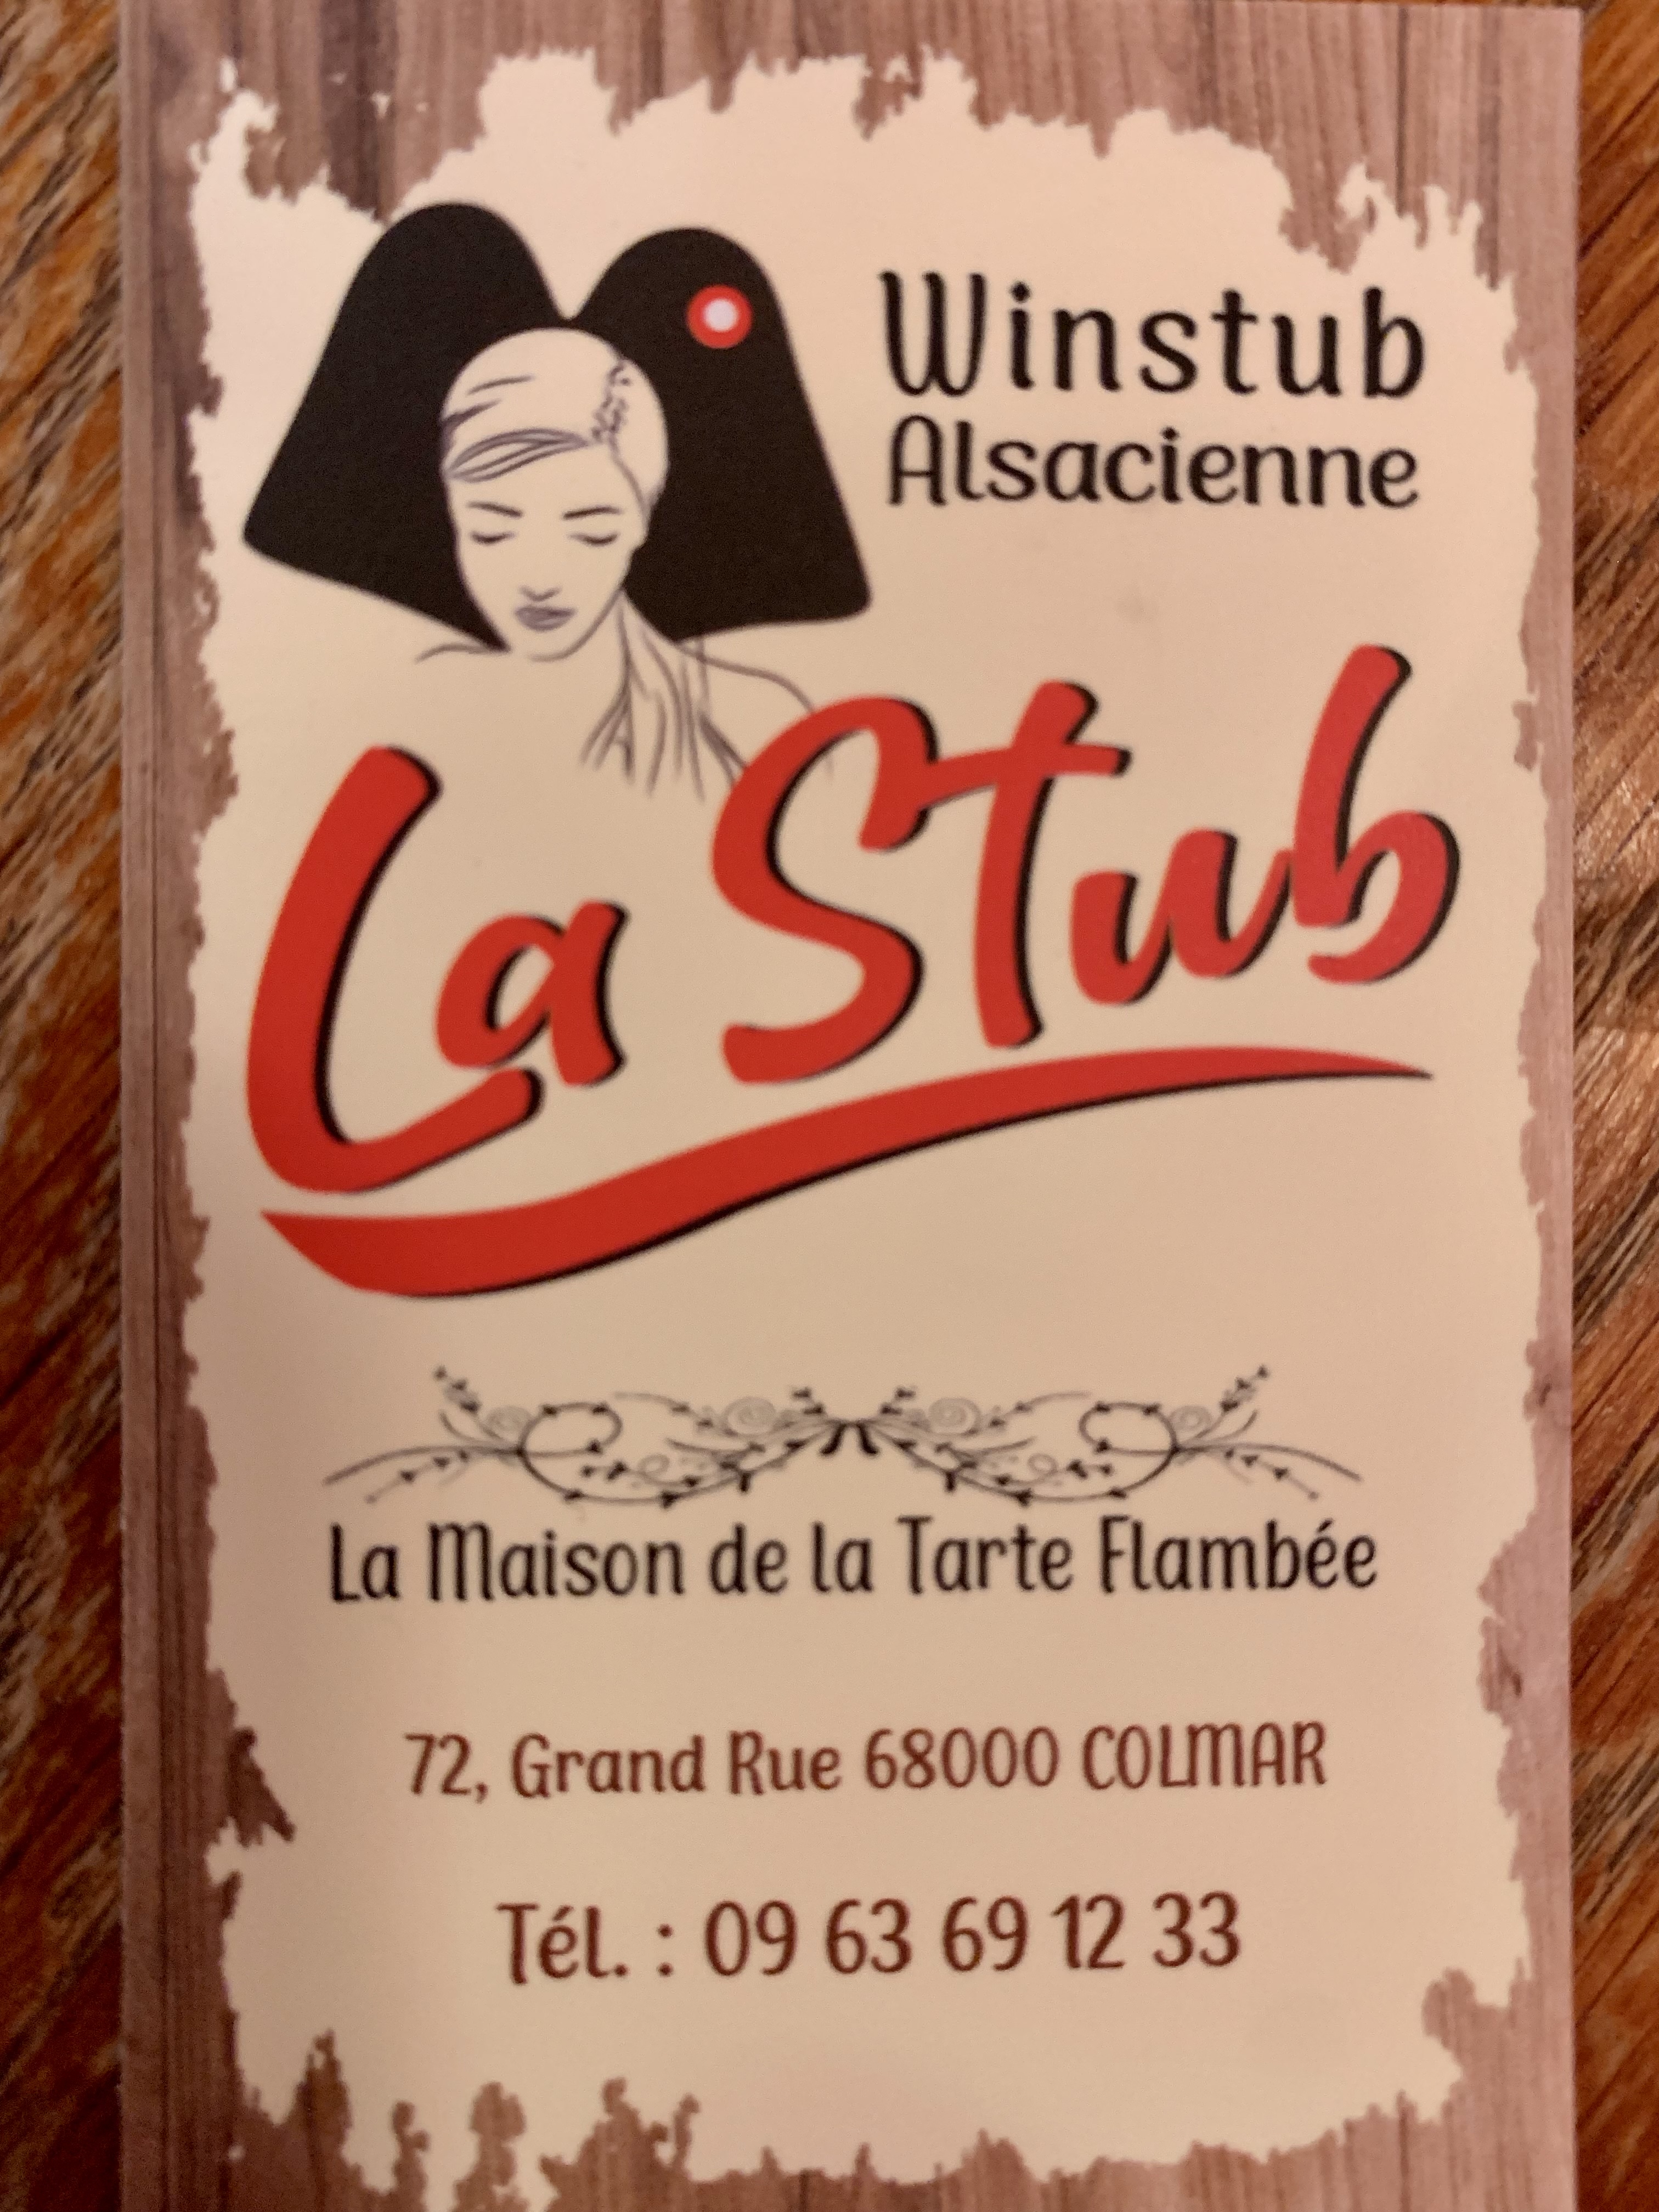 Winstub
Alsacienne
La Stub
La Maison de la Tarte Flambée
72, Grand Rue 68000 COLMAR
Tél. : 09 63 69 12 33